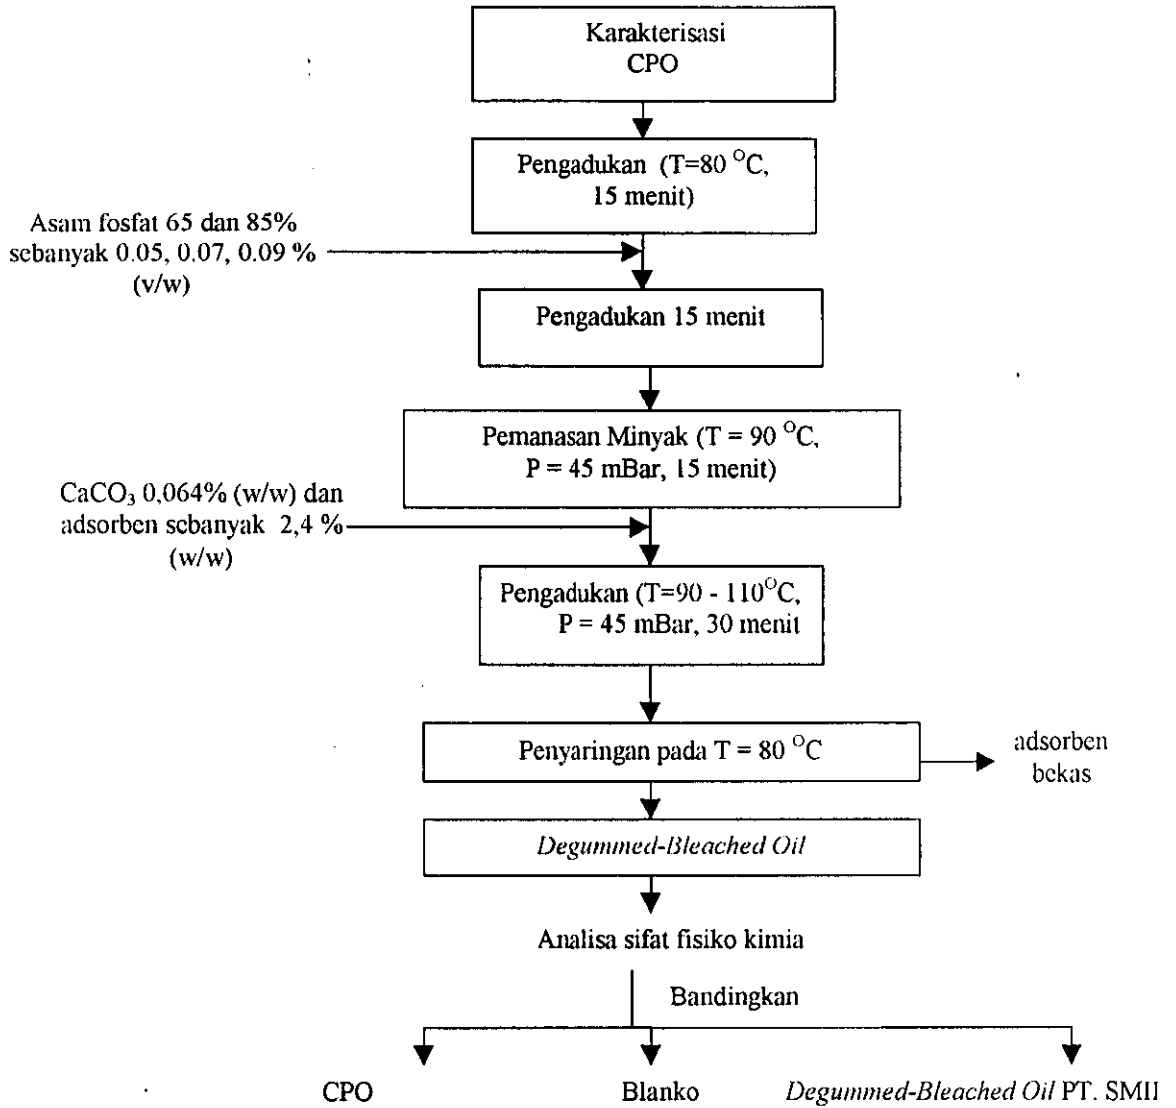 Karakterisasi
CPO
Pengadukan (T=80 °C,
15 menit)
Asam fosfat 65 dan 85%
sebanyak 0.05, 0.07, 0.09 %
(v/w)
Pengadukan 15 menit
Pemanasan Minyak (T = 90 °C,
P = 45 mBar, 15 menit)
CaCO₃ 0,064% (w/w) dan
adsorben sebanyak 2,4 %
(w/w)
Pengadukan (T=90 - 110°C,
P = 45 mBar, 30 menit
Penyaringan pada T = 80 °C
adsorben
bekas
Degummed-Bleached Oil
Analisa sifat fisiko kimia
Bandingkan
CPO
Blanko
Degummed-Bleached Oil PT. SMII